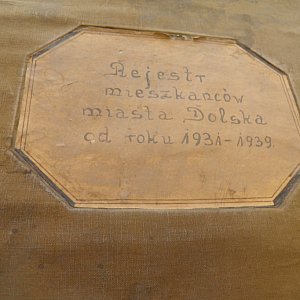 Rejestr
mieszkańców
miasta Dolska
od roku 1931-1939.